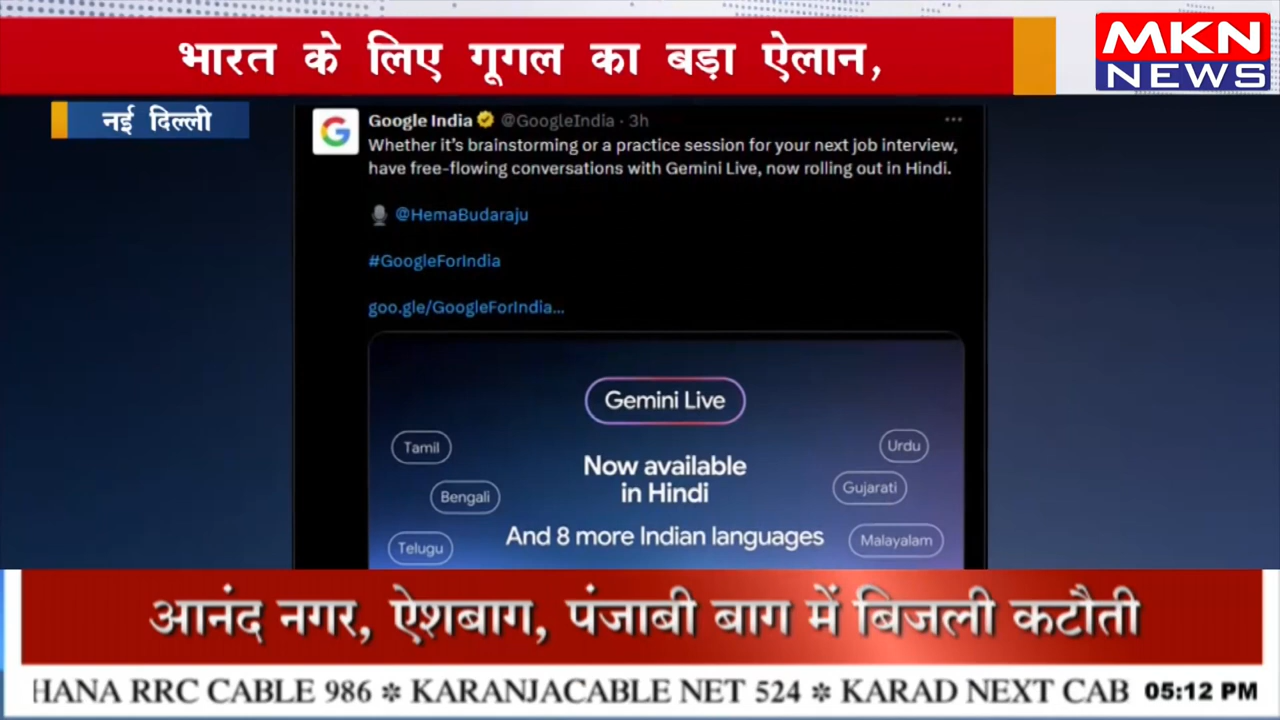 भारत के लिए गूगल का बड़ा ऐलान,
MKN
NEWS
नई दिल्ली
Google India @GoogleIndia · 3h
Whether it's brainstorming or a practice session for your next job interview,
have free-flowing conversations with Gemini Live, now rolling out in Hindi.
@HemaBudaraju
#GoogleForIndia
goo.gle/GoogleForIndia...
Gemini Live
Tamil
Urdu
Now available
in Hindi
Bengali
Gujarati
And 8 more Indian languages
Telugu
Malayalam
आनंद नगर, ऐशबाग, पंजाबी बाग में बिजली कटौती
HANA RRC CABLE 986 * KARANJACABLE NET 524 * KARAD NEXT CAB 05:12 PM